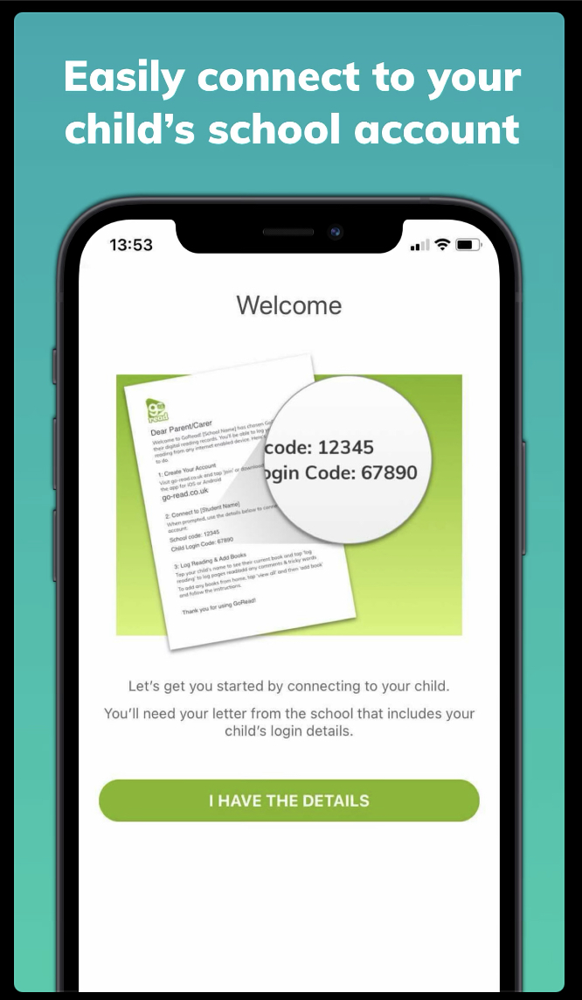 Easily connect to your
child's school account
13:53
Welcome
go
read
Dear Parent/Carer
Welcome to GoRead! [School Name] has chosen
their digital reading records. You'll be able to log
reading from any internet enabled device. Here's
to do.
1: Create Your Account
Visit go-read.co.uk and tap 'join' or download
the app for iOS or Android
go-read.co.uk
2: Connect to [Student Name]
When prompted, use the details below to
account:
School code: 12345
Child Login Code: 67890
3: Log Reading & Add Books
Tap your child's name to see their current book and tap 'log
reading' to log pages read/add any comments & tricky words.
To add any books from home, tap 'view all' and then 'add book'
and follow the instructions.
Thank you for using GoRead!
code: 12345
ogin Code: 67890
Let's get you started by connecting to your child.
You'll need your letter from the school that includes your
child's login details.
I HAVE THE DETAILS